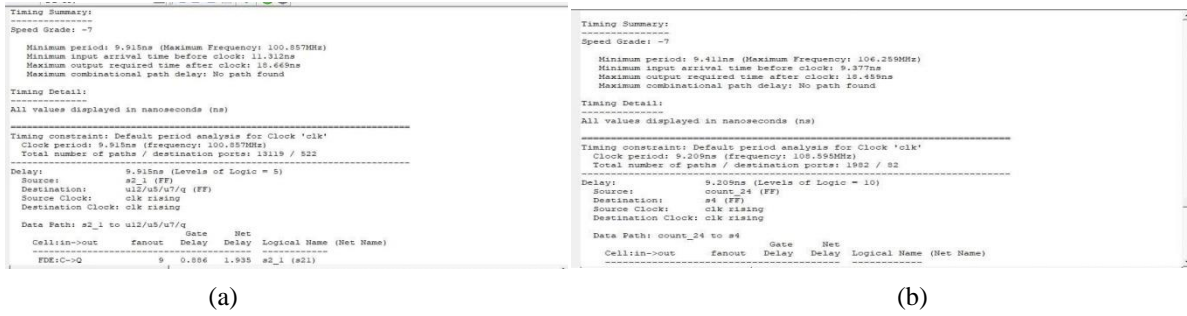 Timing Summary:
---------------
Speed Grade: -7
Minimum period: 9.915ns (Maximum Frequency: 100.857MHz)
Minimum input arrival time before clock: 11.312ns
Maximum output required time after clock: 18.669ns
Maximum combinational path delay: No path found
Timing Detail:
--------------
All values displayed in nanoseconds (ns)
Timing constraint: Default period analysis for Clock 'clk'
Clock period: 9.915ns (frequency: 100.857MHz)
Total number of paths / destination ports: 13119 / 522
Delay: 9.915ns (Levels of Logic = 5)
Source: s2_1 (FF)
Destination: u12/u5/u7/q (FF)
Source Clock: clk rising
Destination Clock: clk rising
Data Path: s2_1 to u12/u5/u7/q
Gate Net
Cell:in->out fanout Delay Delay Logical Name (Net Name)
FDE:C->Q 9 0.886 1.935 s2_1 (s21)
(a)
Timing Summary:
---------------
Speed Grade: -7
Minimum period: 9.411ns (Maximum Frequency: 106.259MHz)
Minimum input arrival time before clock: 9.377ns
Maximum output required time after clock: 18.459ns
Maximum combinational path delay: No path found
Timing Detail:
--------------
All values displayed in nanoseconds (ns)
Timing constraint: Default period analysis for Clock 'clk'
Clock period: 9.209ns (frequency: 108.595MHz)
Total number of paths / destination ports: 1982 / 82
Delay: 9.209ns (Levels of Logic = 10)
Source: count_24 (FF)
Destination: s4 (FF)
Source Clock: clk rising
Destination Clock: clk rising
Data Path: count_24 to s4
Gate Net
Cell:in->out fanout Delay Delay Logical Name (Net Name)
(b)